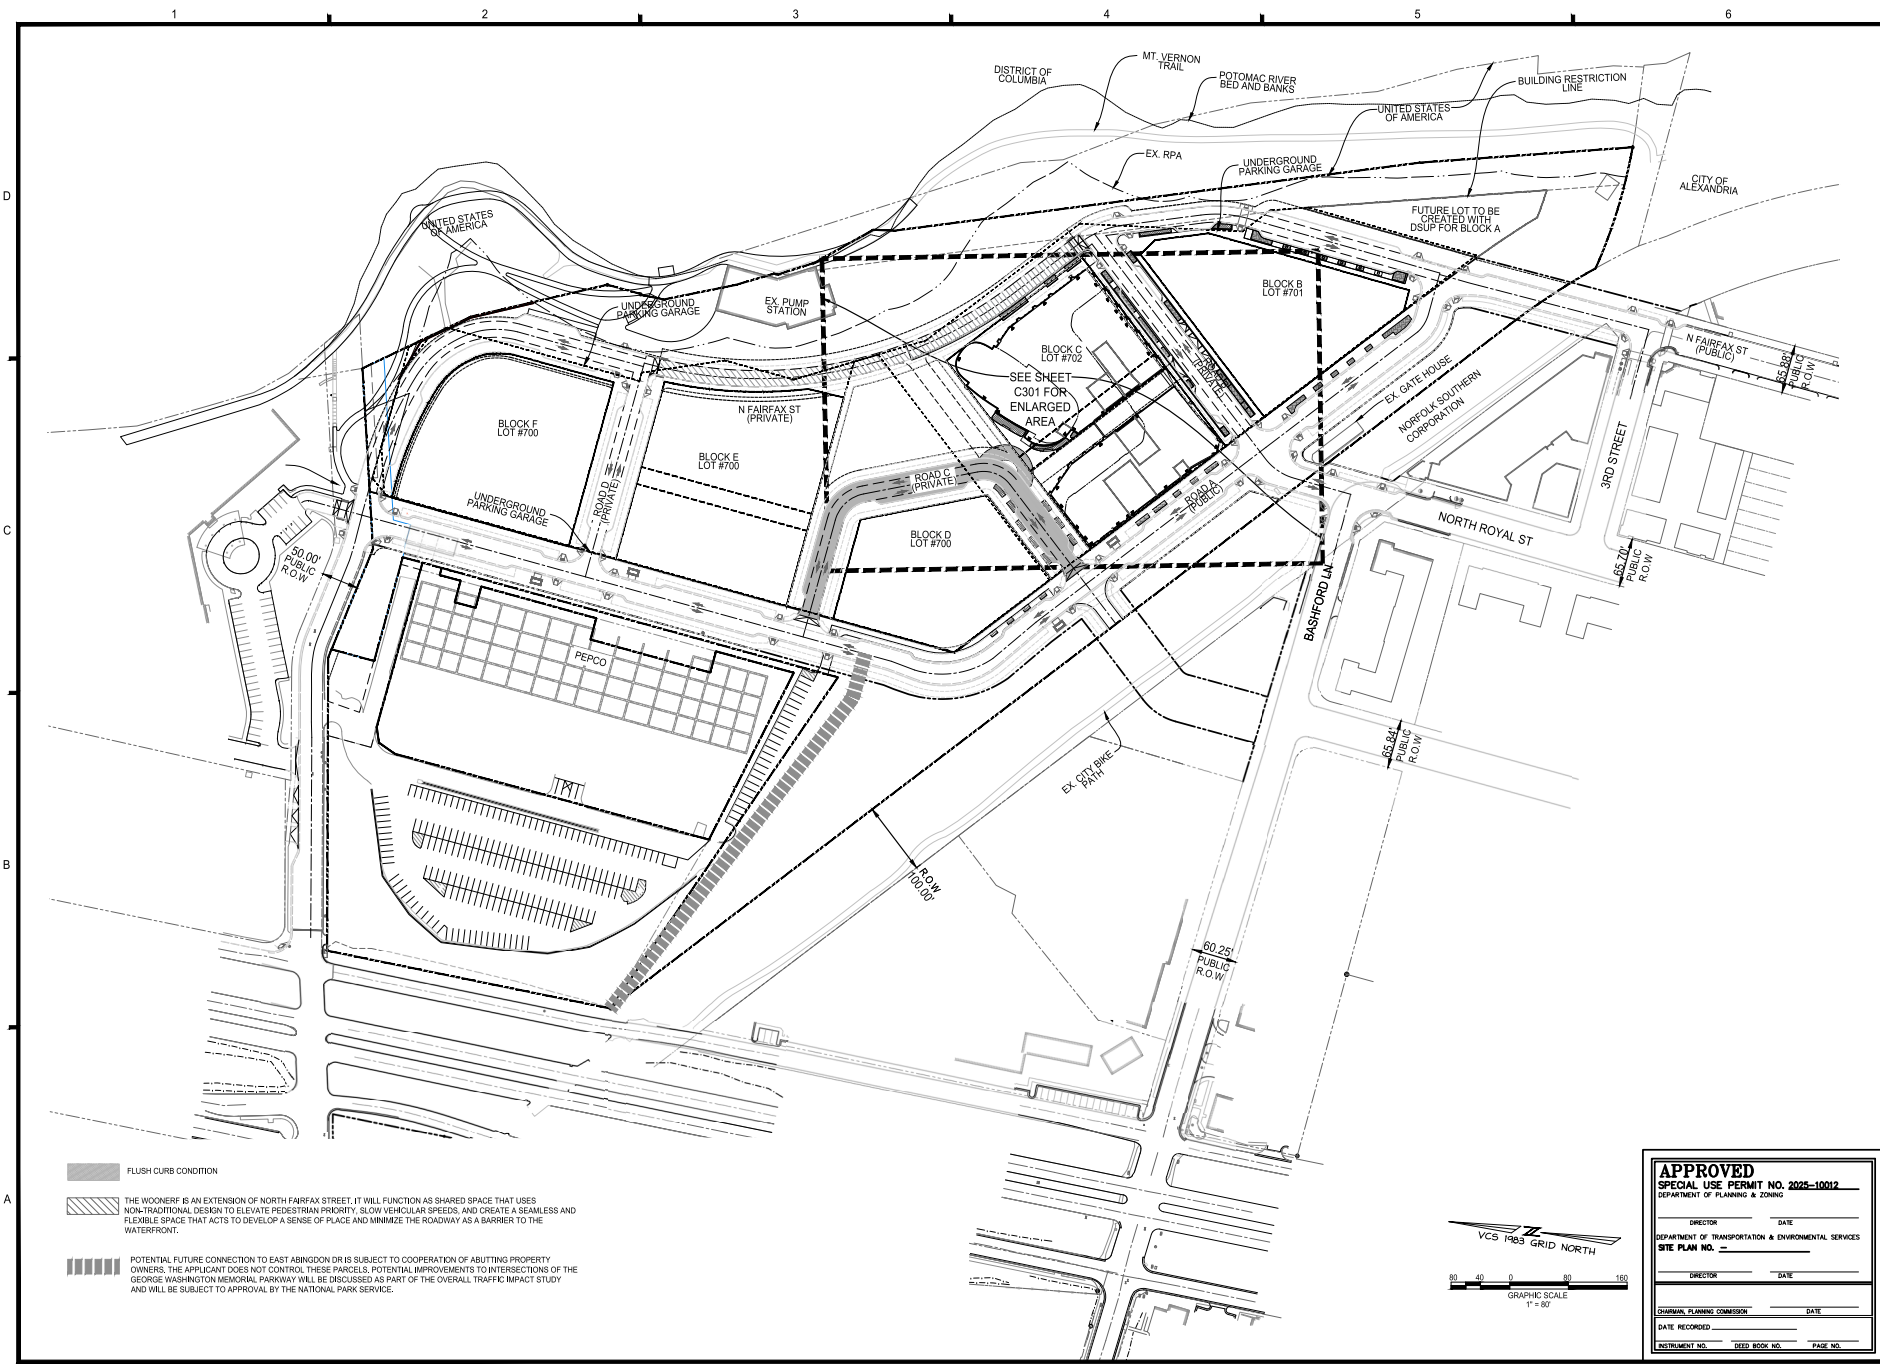 1
2
3
4
5
6
D
C
B
A
DISTRICT OF
COLUMBIA
MT. VERNON
TRAIL
POTOMAC RIVER
BED AND BANKS
BUILDING RESTRICTION
LINE
UNITED STATES
OF AMERICA
EX. RPA
UNDERGROUND
PARKING GARAGE
CITY OF
ALEXANDRIA
FUTURE LOT TO BE
CREATED WITH
DSUP FOR BLOCK A
UNITED STATES
OF AMERICA
UNDERGROUND
PARKING GARAGE
EX. PUMP
STATION
BLOCK B
LOT #701
BLOCK C
LOT #702
SEE SHEET
C301 FOR
ENLARGED
AREA
(PRIVATE)
N FAIRFAX ST
(PUBLIC)
65.88'
PUBLIC
R.O.W
EX. GATE HOUSE
NORFOLK SOUTHERN
CORPORATION
3RD STREET
BLOCK F
LOT #700
N FAIRFAX ST
(PRIVATE)
BLOCK E
LOT #700
ROAD D
(PRIVATE)
UNDERGROUND
PARKING GARAGE
ROAD C
(PRIVATE)
ROAD A
(PUBLIC)
BLOCK D
LOT #700
NORTH ROYAL ST
65.70'
PUBLIC
R.O.W
50.00'
PUBLIC
R.O.W
BASHFORD LN
PEPCO
65.84'
PUBLIC
R.O.W
EX. CITY BIKE
PATH
R.O.W
100.00'
60.25'
PUBLIC
R.O.W
FLUSH CURB CONDITION
THE WOONERF IS AN EXTENSION OF NORTH FAIRFAX STREET. IT WILL FUNCTION AS SHARED SPACE THAT USES
NON-TRADITIONAL DESIGN TO ELEVATE PEDESTRIAN PRIORITY, SLOW VEHICULAR SPEEDS, AND CREATE A SEAMLESS AND
FLEXIBLE SPACE THAT ACTS TO DEVELOP A SENSE OF PLACE AND MINIMIZE THE ROADWAY AS A BARRIER TO THE
WATERFRONT.
POTENTIAL FUTURE CONNECTION TO EAST ABINGDON DR IS SUBJECT TO COOPERATION OF ABUTTING PROPERTY
OWNERS. THE APPLICANT DOES NOT CONTROL THESE PARCELS. POTENTIAL IMPROVEMENTS TO INTERSECTIONS OF THE
GEORGE WASHINGTON MEMORIAL PARKWAY WILL BE DISCUSSED AS PART OF THE OVERALL TRAFFIC IMPACT STUDY
AND WILL BE SUBJECT TO APPROVAL BY THE NATIONAL PARK SERVICE.
N
VCS 1983 GRID NORTH
80 40 0 80 160
GRAPHIC SCALE
1" = 80'
APPROVED
SPECIAL USE PERMIT NO. 2025-10012
DEPARTMENT OF PLANNING & ZONING
DIRECTOR DATE
DEPARTMENT OF TRANSPORTATION & ENVIRONMENTAL SERVICES
SITE PLAN NO. –
DIRECTOR DATE
CHAIRMAN, PLANNING COMMISSION DATE
DATE RECORDED
INSTRUMENT NO. DEED BOOK NO. PAGE NO.